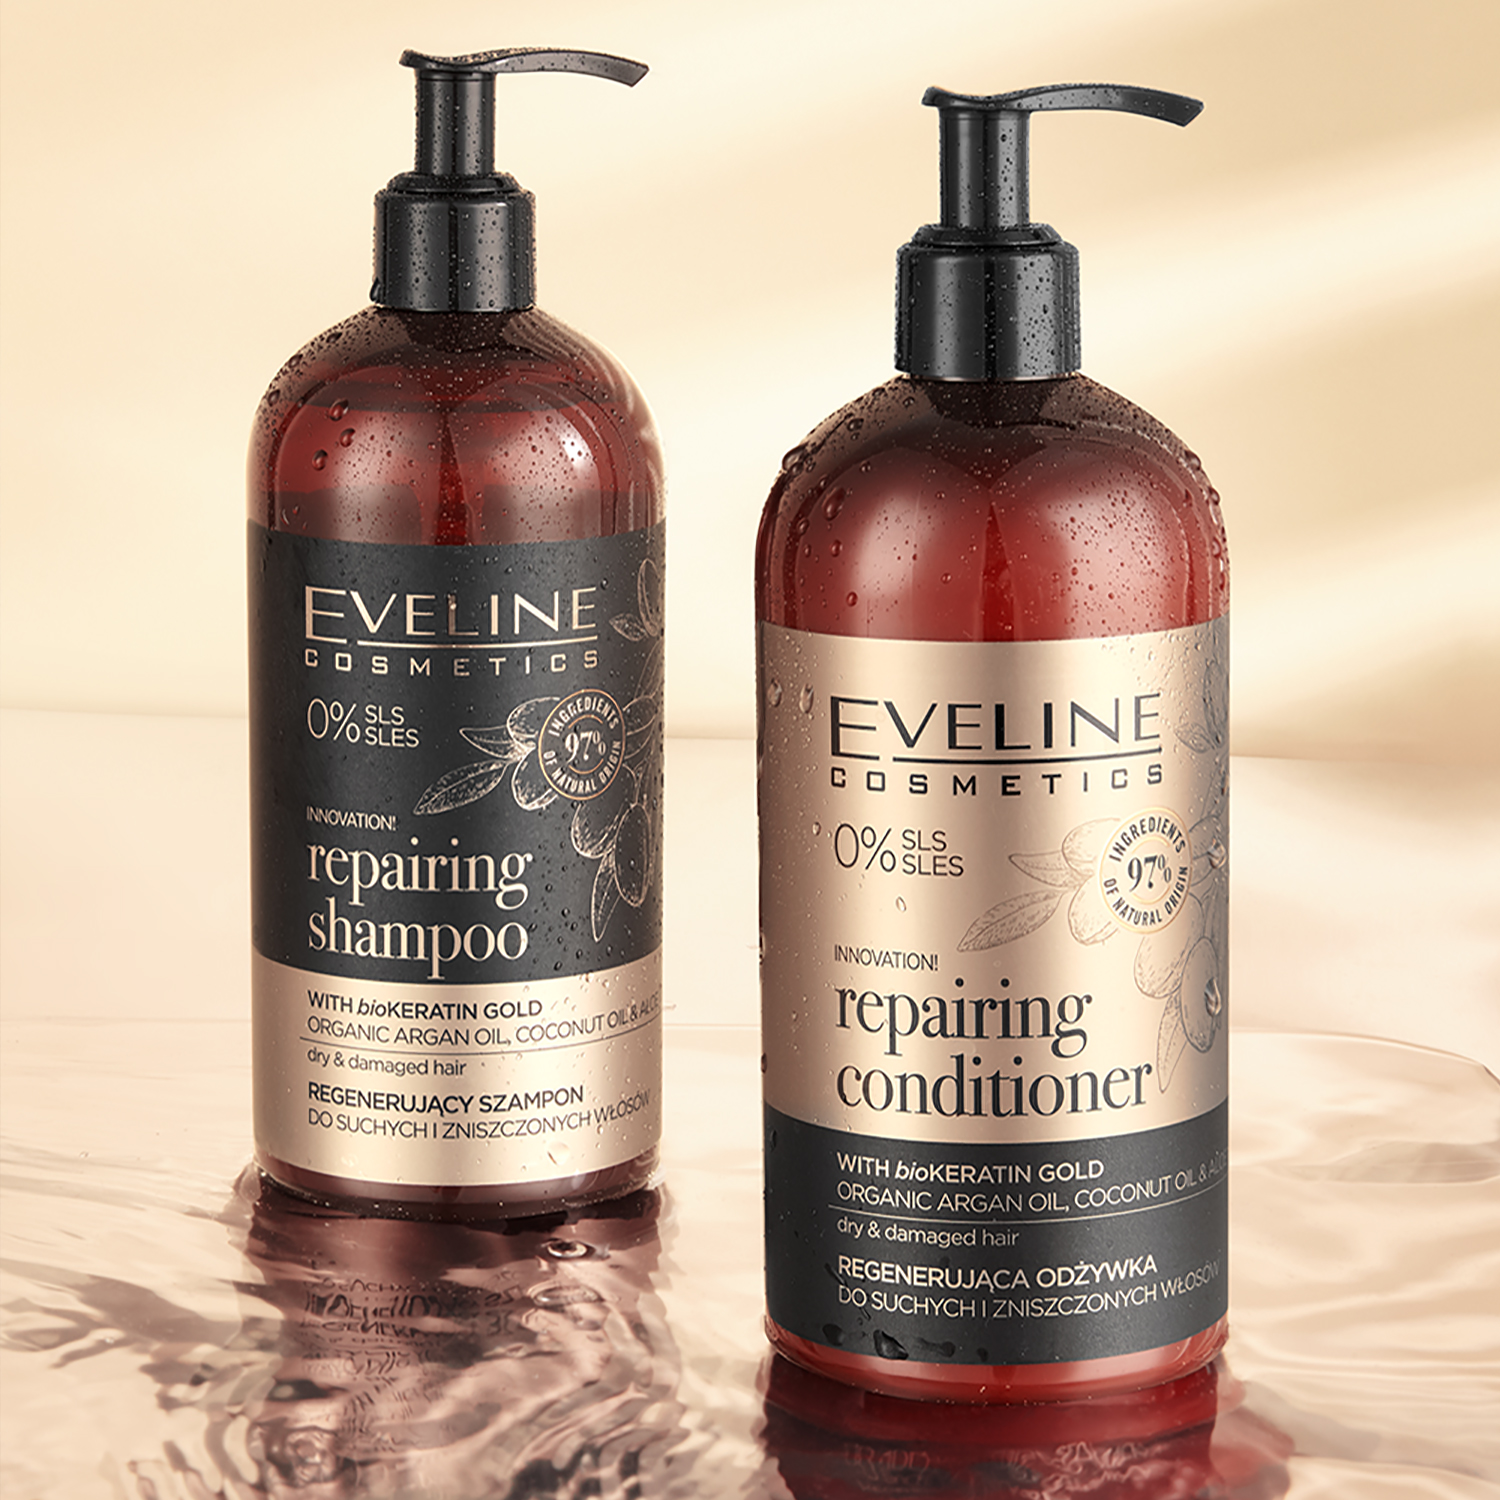 EVELINE
COSMETICS
0% SLS
SLES
INGGEDIENTS
97%
OF NATURAL ORIGIN
INNOVATION!
repairing
shampoo
WITH bioKERATIN GOLD
ORGANIC ARGAN OIL, COCONUT OIL & ALOE
dry & damaged hair
REGENERUJĄCY SZAMPON
DO SUCHYCH I ZNISZCZONYCH WŁOSÓW
EVELINE
COSMETICS
0% SLS
SLES
INGREDIENTS
97%
OF NATURAL ORIGIN
INNOVATION!
repairing
conditioner
WITH bioKERATIN GOLD
ORGANIC ARGAN OIL, COCONUT OIL &
dry & damaged hair
REGENERUJĄCA ODŻYWKA
DO SUCHYCH I ZNISZCZONYCH WŁOSÓW